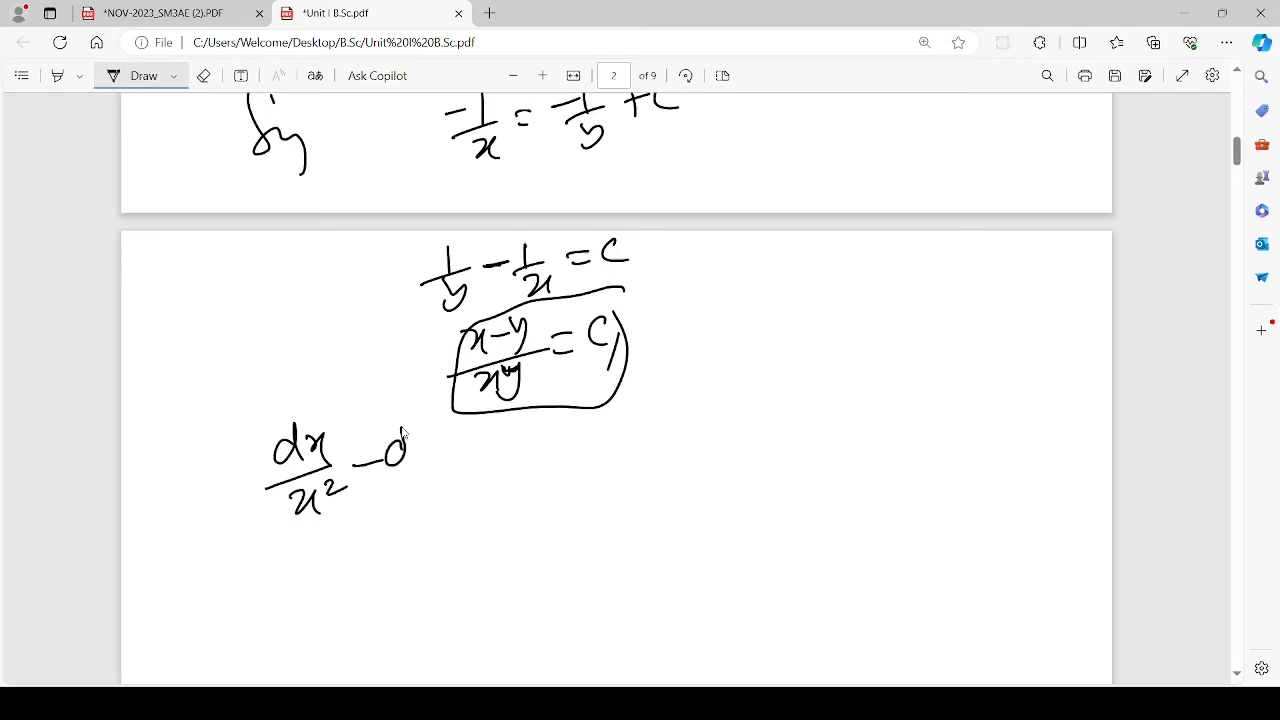 *NOV-2023_SM3AE (2).PDF
*Unit I B.Sc.pdf
File C:/Users/Welcome/Desktop/B.Sc/Unit%20I%20B.Sc.pdf
Draw
Ask Copilot
2 of 9
-1/x = -1/y + C
1/y - 1/x = C
(x-y)/(xy) = C
dx/x² - d